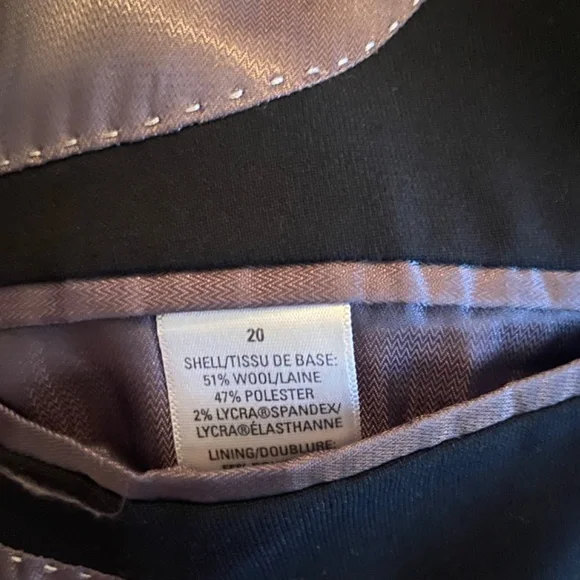 20
SHELL/TISSU DE BASE:
51% WOOL/LAINE
47% POLESTER
2% LYCRA®SPANDEX/
LYCRA®ÉLASTHANNE
LINING/DOUBLURE: